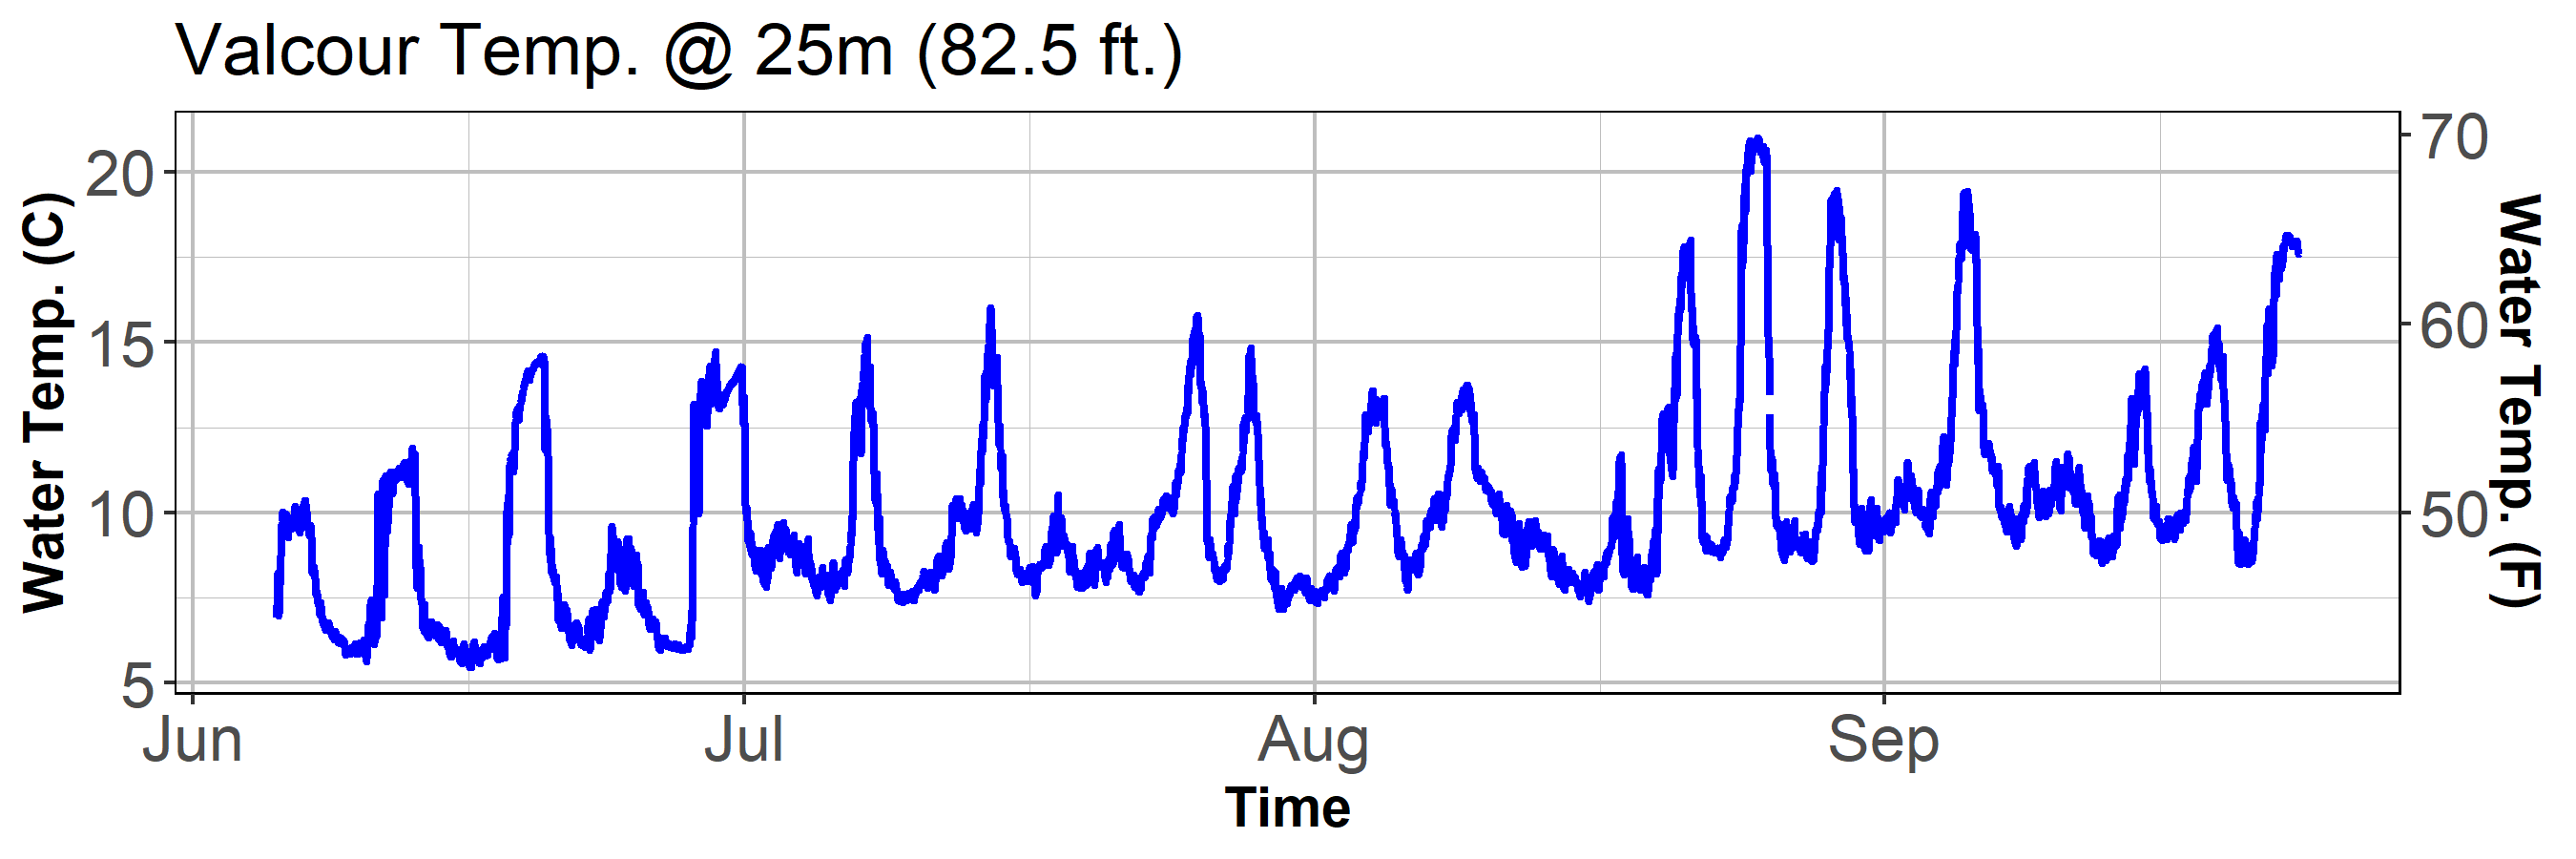 Valcour Temp. @ 25m (82.5 ft.)
Water Temp. (C)
20
15
10
5
70
60
50
Water Temp. (F)
Jun Jul Aug Sep
Time